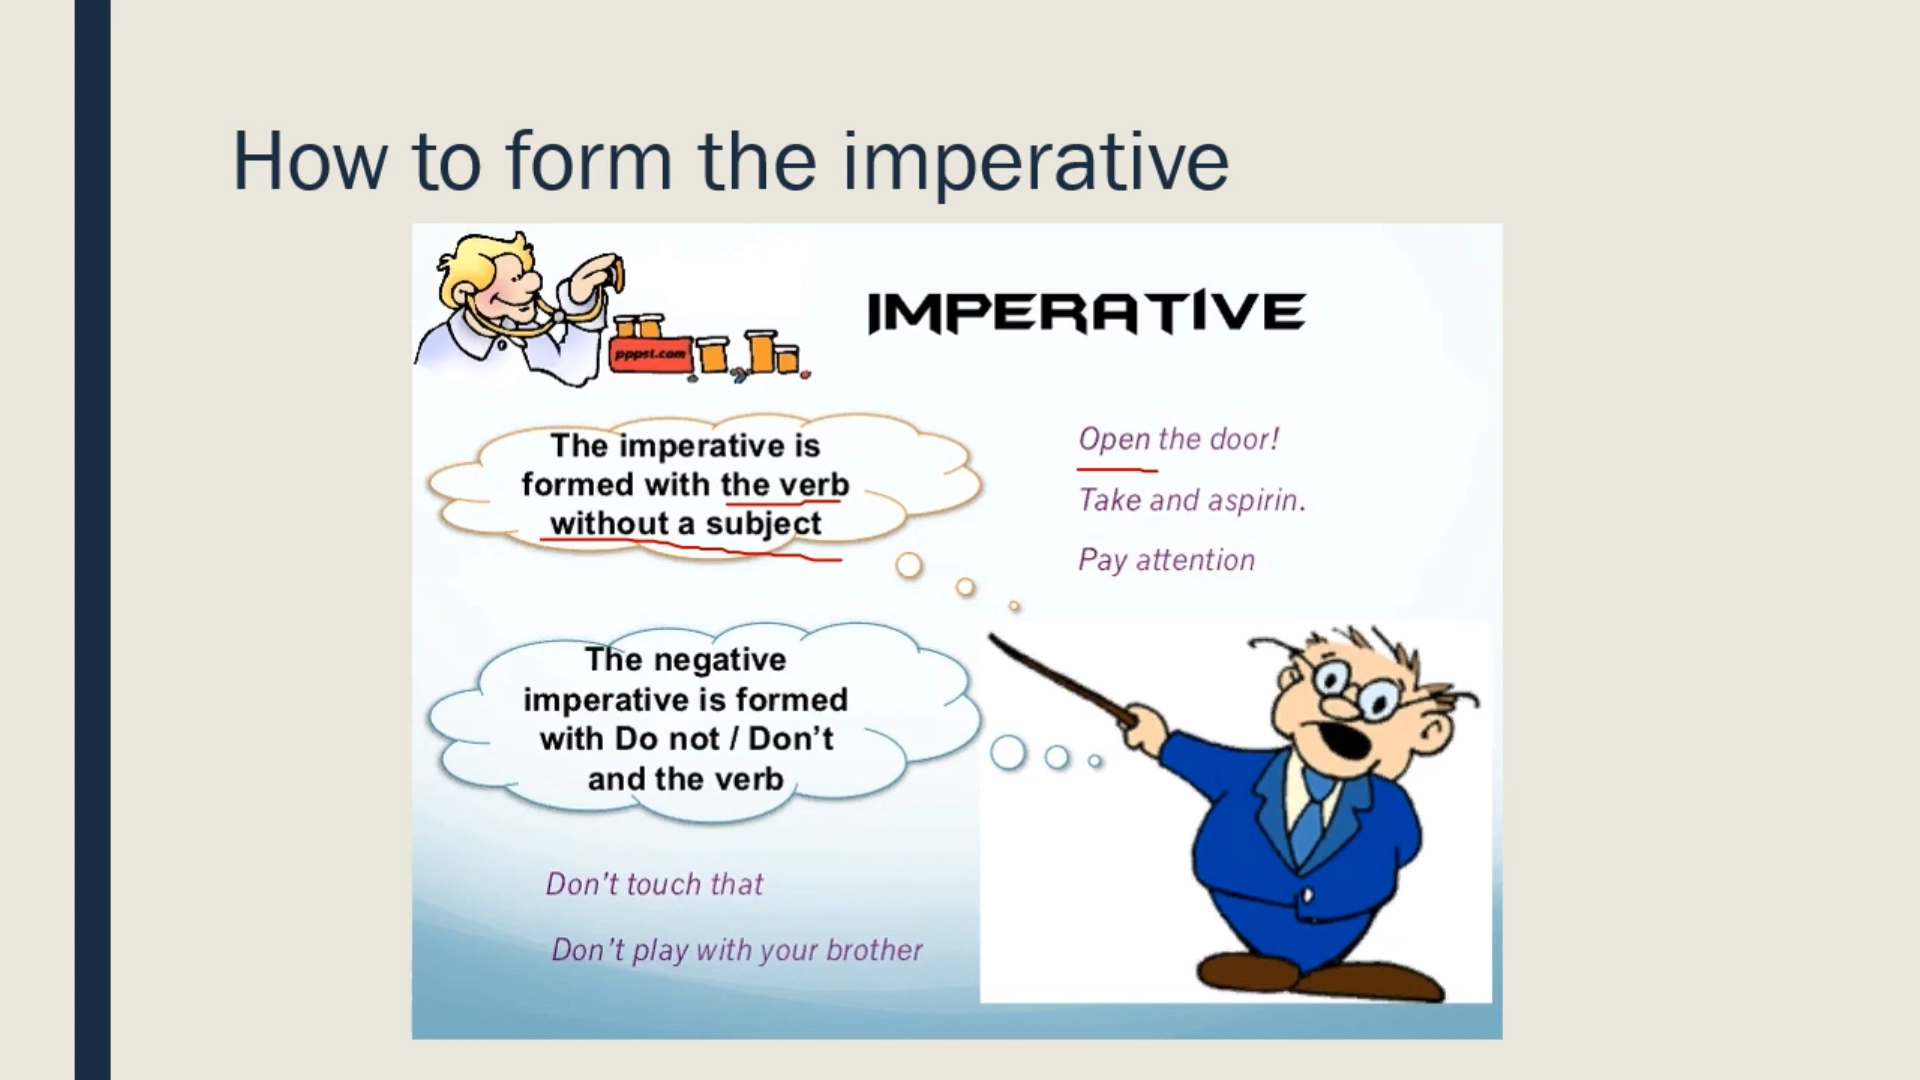 How to form the imperative
pppst.com
IMPERATIVE
The imperative is
formed with the verb
without a subject
Open the door!
Take and aspirin.
Pay attention
The negative
imperative is formed
with Do not / Don’t
and the verb
Don’t touch that
Don’t play with your brother